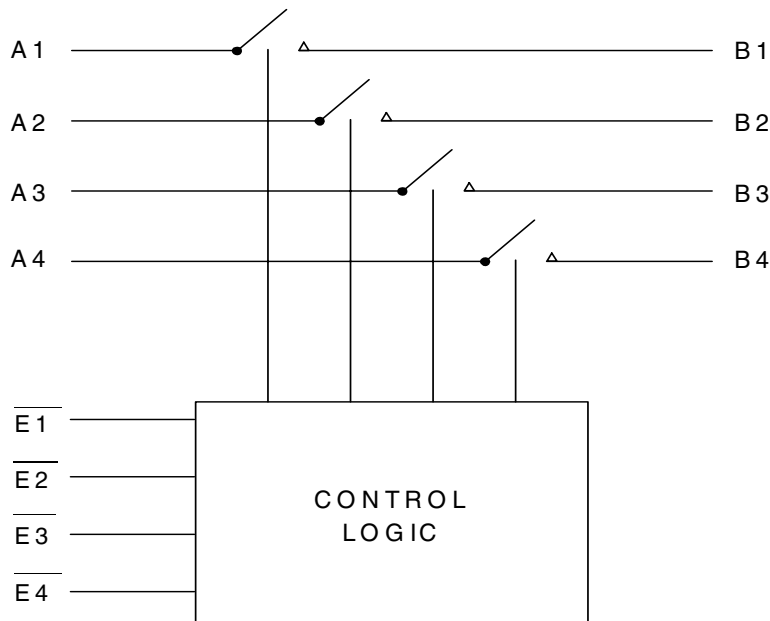 A1 B1
A2 B2
A3 B3
A4 B4
E1
E2
CONTROL
LOGIC
E3
E4